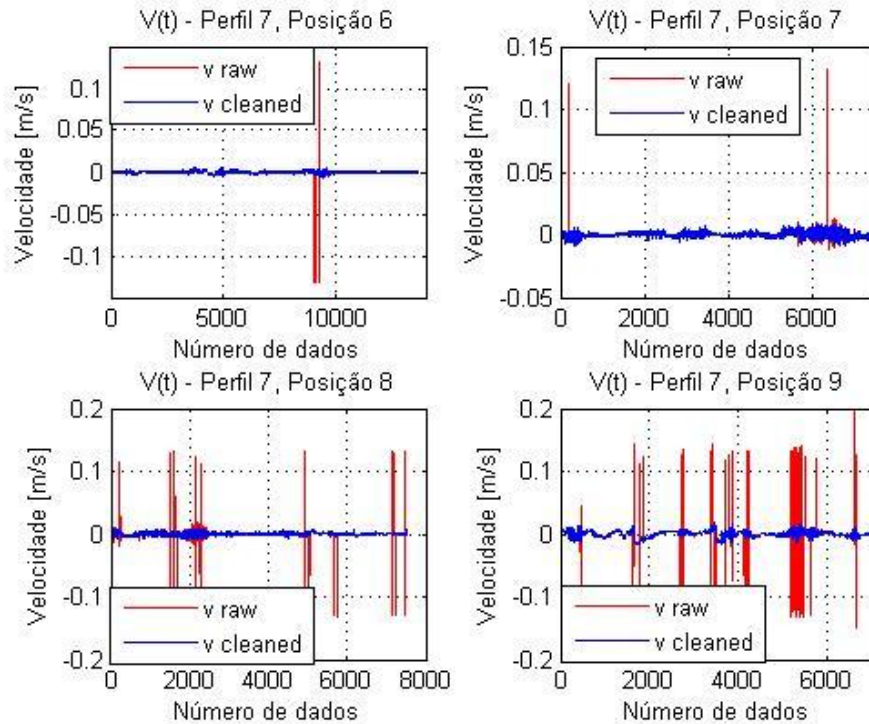 V(t) - Perfil 7, Posição 6
Velocidade [m/s]
0.1
0.05
0
-0.05
-0.1
v raw
v cleaned
0
5000
10000
Número de dados
V(t) - Perfil 7, Posição 7
Velocidade [m/s]
0.15
0.1
0.05
0
-0.05
v raw
v cleaned
0
2000
4000
6000
Número de dados
V(t) - Perfil 7, Posição 8
Velocidade [m/s]
0.2
0.1
0
-0.1
-0.2
v raw
v cleaned
0
2000
4000
6000
8000
Número de dados
V(t) - Perfil 7, Posição 9
Velocidade [m/s]
0.2
0.1
0
-0.1
-0.2
v raw
v cleaned
0
2000
4000
6000
Número de dados